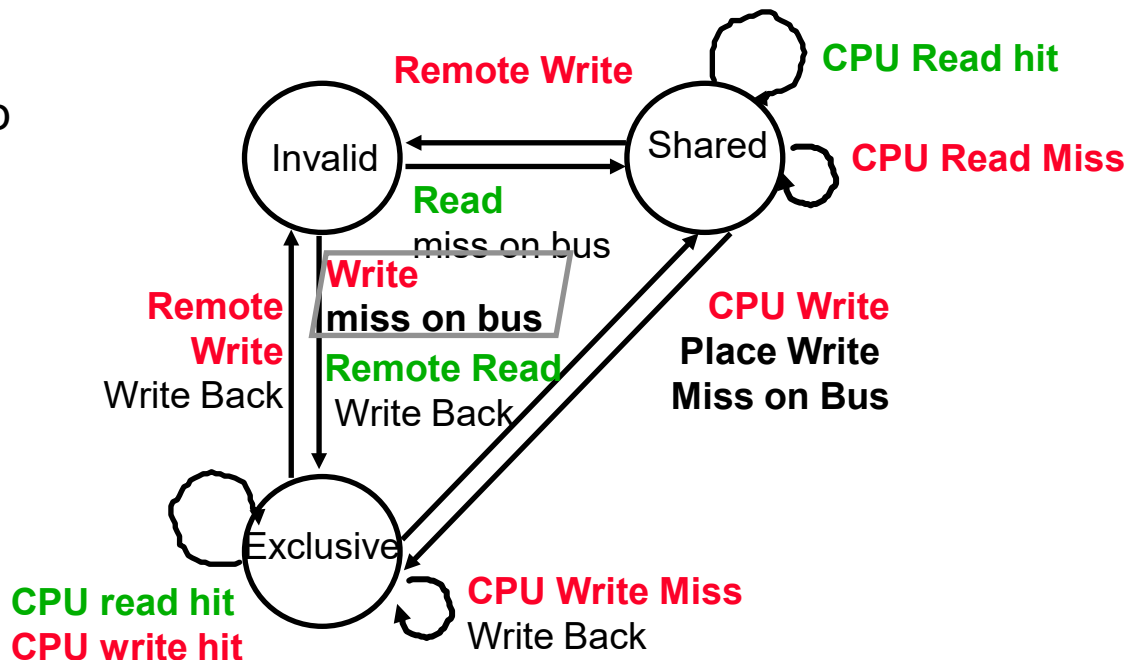 Remote Write
CPU Read hit
Invalid
Shared
CPU Read Miss
Read
miss on bus
Write
miss on bus
Remote
Write
Write Back
Remote Read
Write Back
CPU Write
Place Write
Miss on Bus
Exclusive
CPU read hit
CPU write hit
CPU Write Miss
Write Back